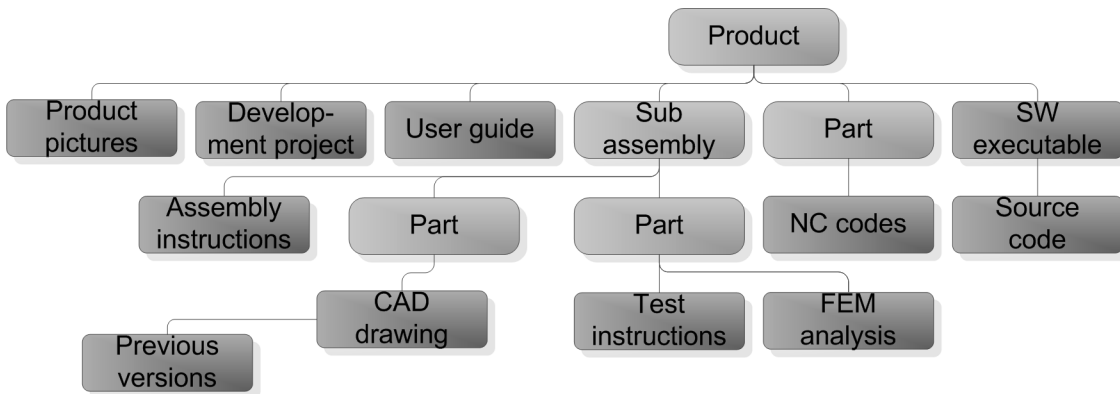 Product
Product
pictures
Develop-
ment project
User guide
Sub
assembly
Part
SW
executable
Assembly
instructions
Part
Part
NC codes
Source
code
CAD
drawing
Test
instructions
FEM
analysis
Previous
versions